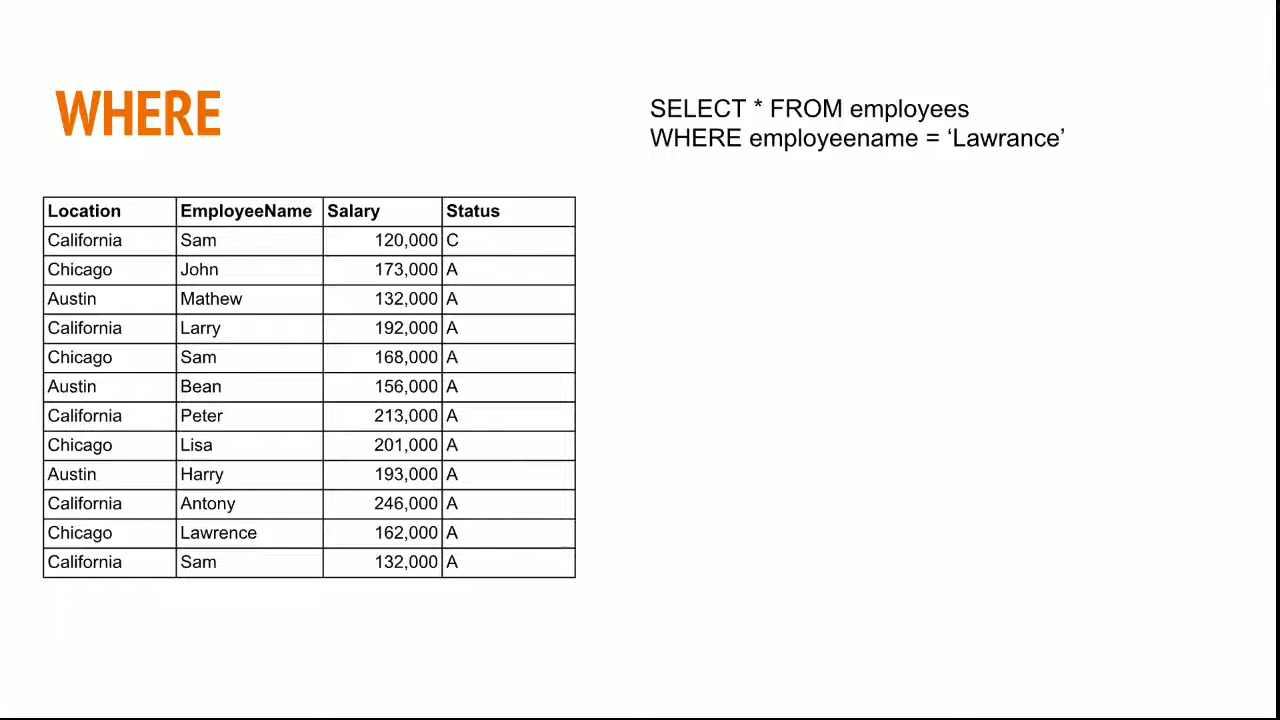 WHERE
SELECT * FROM employees
WHERE employeename = ‘Lawrance’
Location EmployeeName Salary Status
California Sam 120,000 C
Chicago John 173,000 A
Austin Mathew 132,000 A
California Larry 192,000 A
Chicago Sam 168,000 A
Austin Bean 156,000 A
California Peter 213,000 A
Chicago Lisa 201,000 A
Austin Harry 193,000 A
California Antony 246,000 A
Chicago Lawrence 162,000 A
California Sam 132,000 A